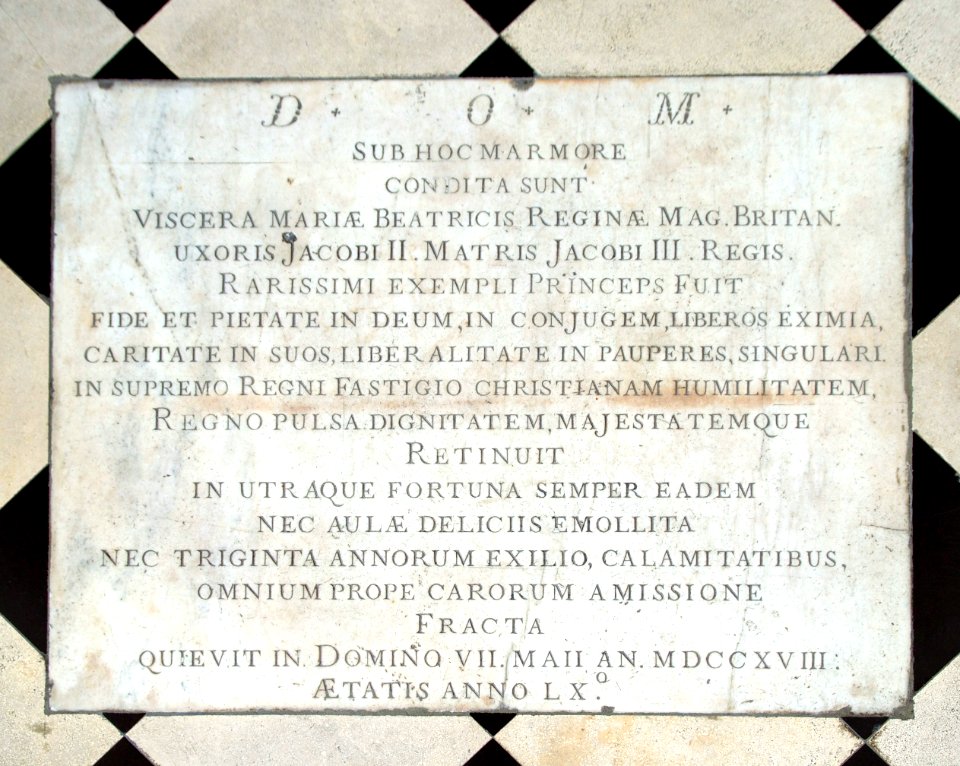 D + O + M +
SUB HOC MARMORE
CONDITA SUNT
VISCERA MARIÆ BEATRICIS REGINÆ MAG. BRITAN.
UXORIS JACOBI II. MATRIS JACOBI III. REGIS.
RARISSIMI EXEMPLI PRINCEPS FUIT
FIDE ET PIETATE IN DEUM, IN CONJUGEM, LIBEROS EXIMIA,
CARITATE IN SUOS, LIBERALITATE IN PAUPERES, SINGULARI.
IN SUPREMO REGNI FASTIGIO CHRISTIANAM HUMILITATEM,
REGNO PULSA DIGNITATEM, MAJESTATEMQUE
RETINUIT
IN UTRAQUE FORTUNA SEMPER EADEM
NEC AULÆ DELICIIS EMOLLITA
NEC TRIGINTA ANNORUM EXILIO, CALAMITATIBUS,
OMNIUM PROPE CARORUM AMISSIONE
FRACTA
QUIEVIT IN DOMINO VII. MAII AN. MDCCXVIII:
ÆTATIS ANNO LX.º